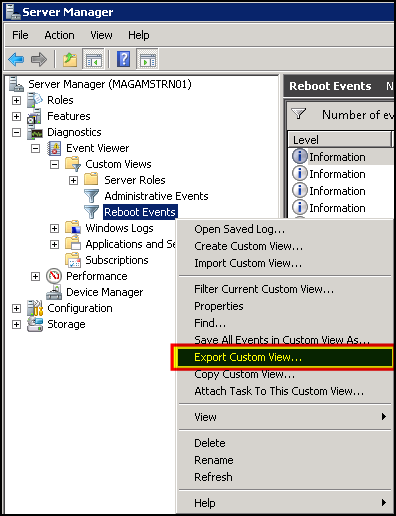 Server Manager
File Action View Help
Server Manager (MAGAMSTRN01)
Roles
Features
Diagnostics
Event Viewer
Custom Views
Server Roles
Administrative Events
Reboot Events
Windows Logs
Applications and Se
Subscriptions
Performance
Device Manager
Configuration
Storage
Reboot Events N
Number of ev
Level
Information
Information
Information
Information
Open Saved Log...
Create Custom View...
Import Custom View...
Filter Current Custom View...
Properties
Find...
Save All Events in Custom View As...
Export Custom View...
Copy Custom View...
Attach Task To This Custom View...
View
Delete
Rename
Refresh
Help